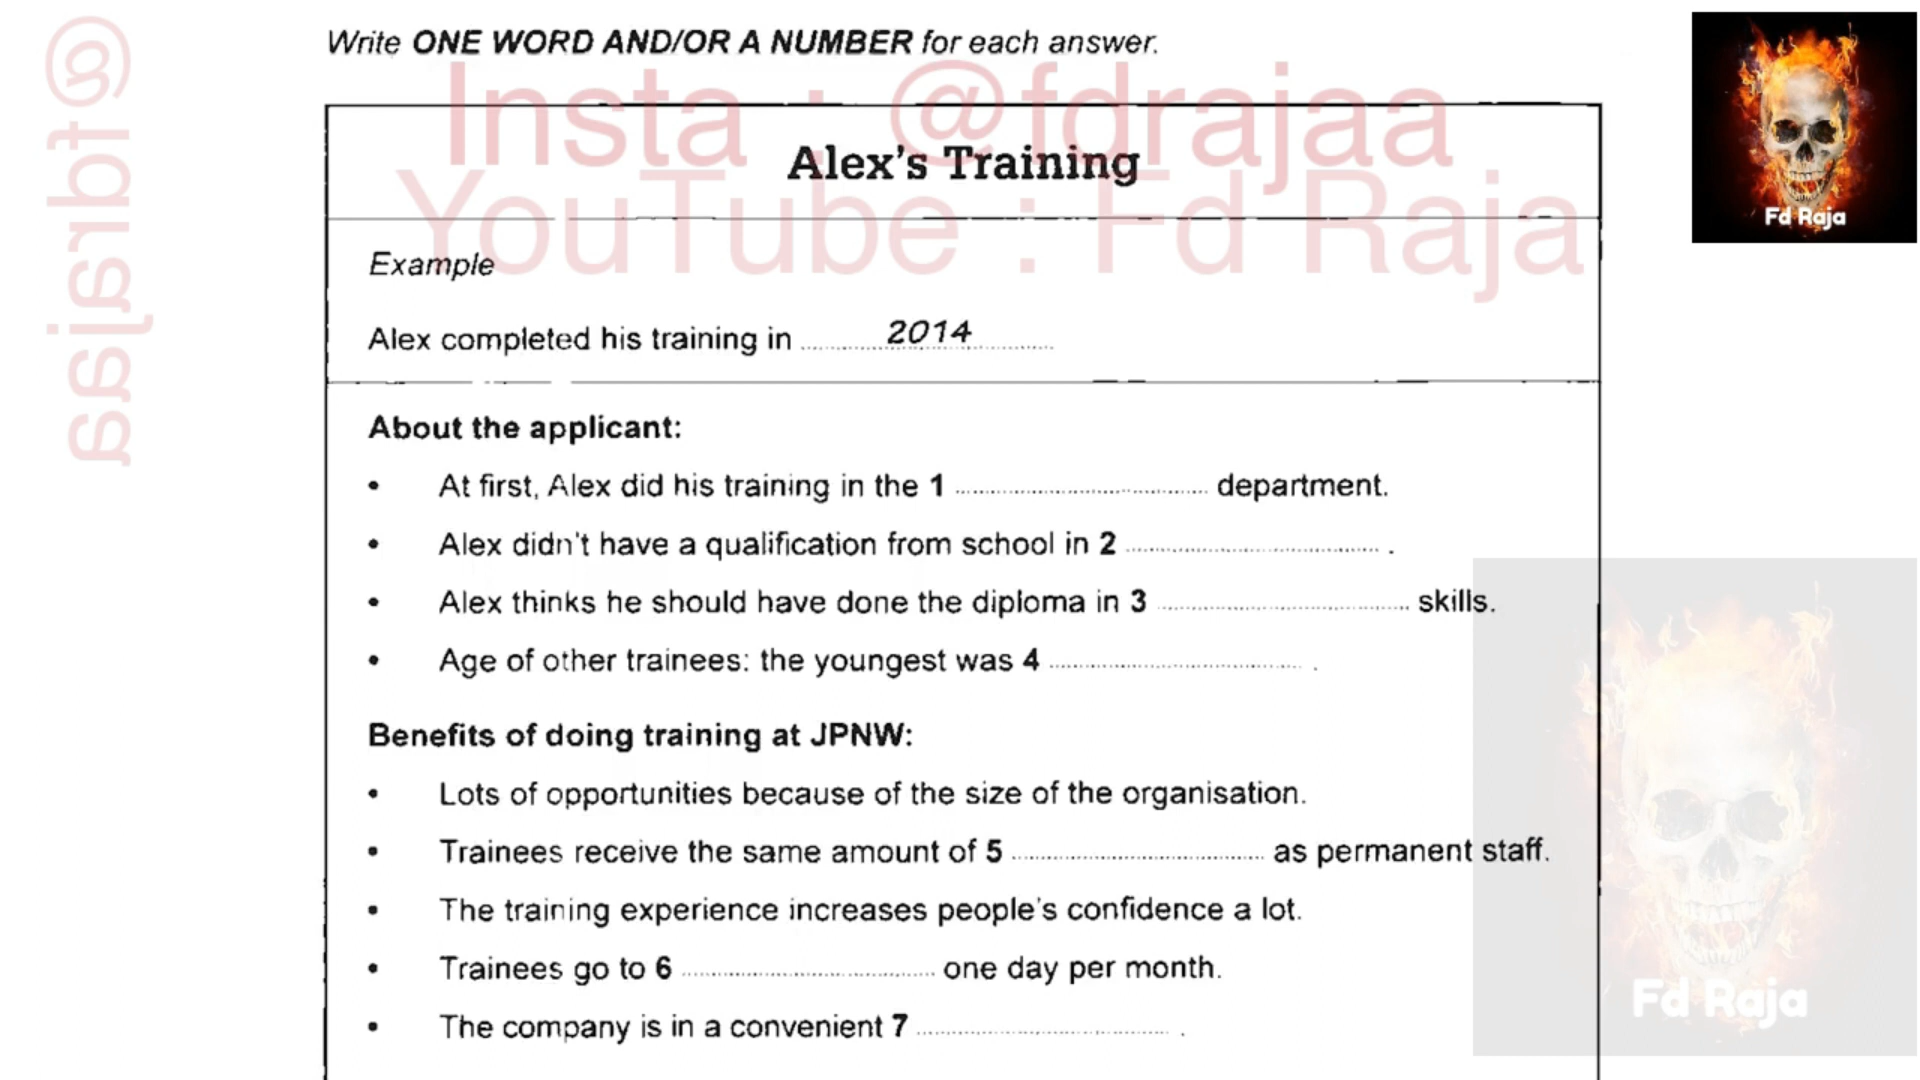 Write ONE WORD AND/OR A NUMBER for each answer.
Insta : @fdrajaa
Alex's Training
YouTube : Fd Raja
Example
Alex completed his training in .................... 2014 ....................
About the applicant:
• At first, Alex did his training in the 1 .................... department.
• Alex didn't have a qualification from school in 2 .................... .
• Alex thinks he should have done the diploma in 3 .................... skills.
• Age of other trainees: the youngest was 4 .................... .
Benefits of doing training at JPNW:
• Lots of opportunities because of the size of the organisation.
• Trainees receive the same amount of 5 .................... as permanent staff.
• The training experience increases people's confidence a lot.
• Trainees go to 6 .................... one day per month.
• The company is in a convenient 7 .................... .
@fdrajaa
Fd Raja
Fd Raja